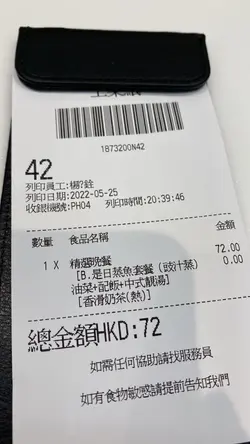 1B73200N42
42
列印員工:楊?銓
列印日期:2022-05-25
收銀機號:PH04 列印時間:20:39:46
數量 食品名稱 金額
1 X 精選晚餐 72.00
[B.是日蒸魚套餐(豉汁蒸) 0.00
油菜+配飯+中式靚湯]
[香滑奶茶(熱)]
總金額HKD:72
如需任何協助請找服務員
如有食物敏感請提前告知我們